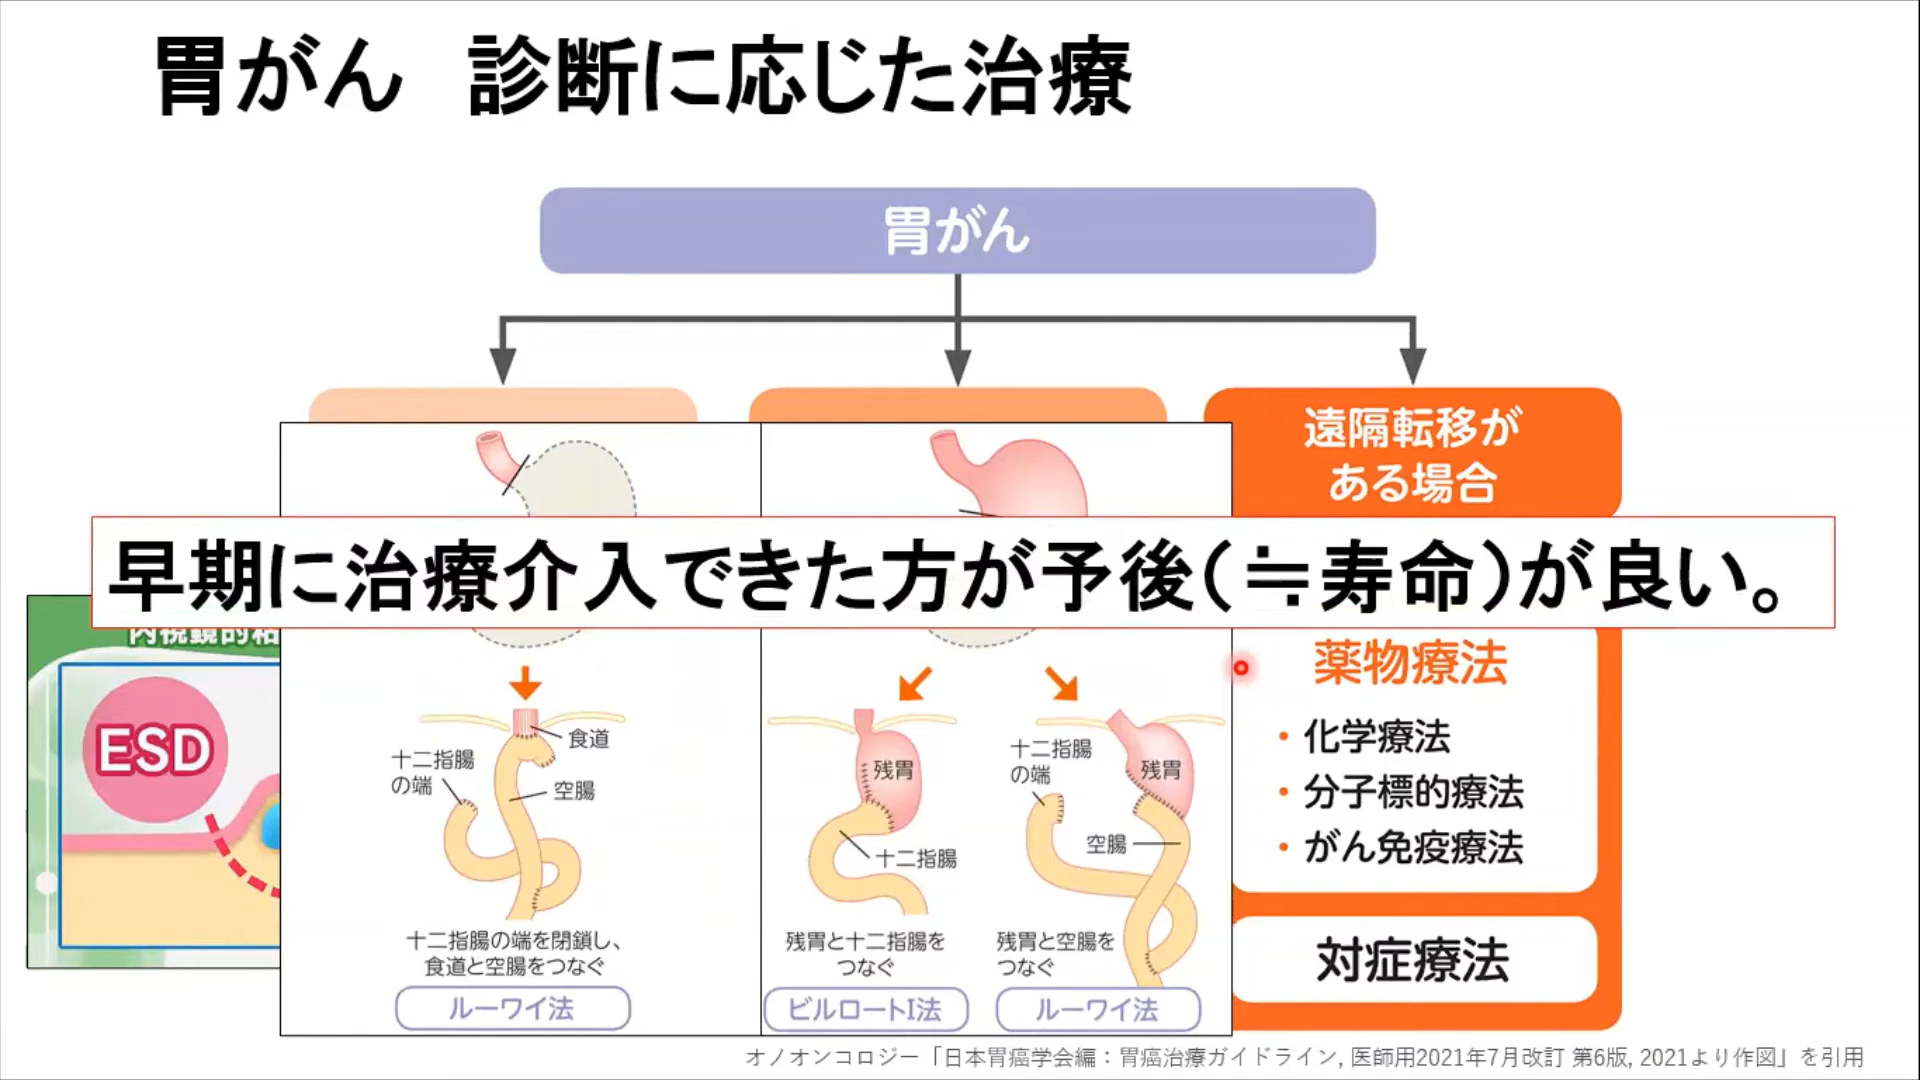 胃がん　診断に応じた治療
胃がん
遠隔転移が
ある場合
早期に治療介入できた方が予後(≒寿命)が良い。
ESD
食道
十二指腸
の端
空腸
十二指腸の端を閉鎖し、
食道と空腸をつなぐ
ルーワイ法
残胃
十二指腸
残胃と十二指腸を
つなぐ
ビルロートI法
十二指腸
の端
残胃
空腸
残胃と空腸を
つなぐ
ルーワイ法
薬物療法
・化学療法
・分子標的療法
・がん免疫療法
対症療法
オノオンコロジー「日本胃癌学会編：胃癌治療ガイドライン, 医師用2021年7月改訂 第6版, 2021より作図」を引用